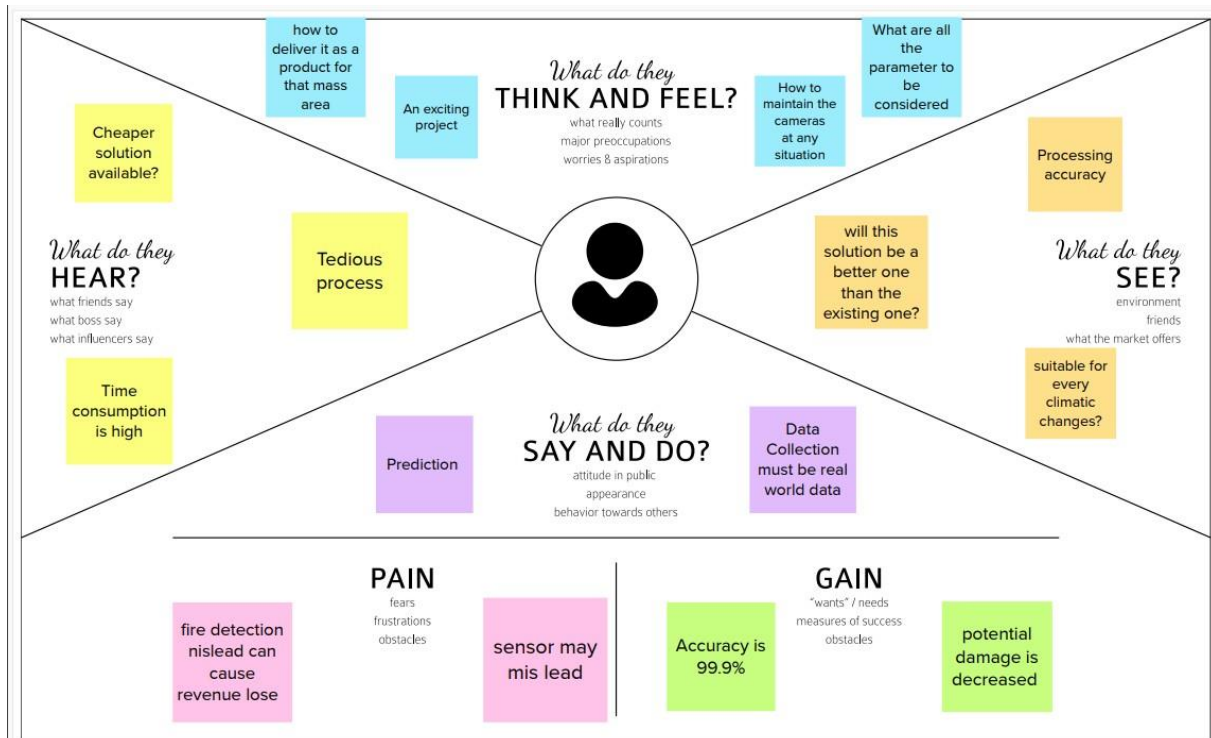 how to
deliver it as a
product for
that mass
area
An exciting
project
What do they
THINK AND FEEL?
what really counts
major preoccupations
worries & aspirations
How to
maintain the
cameras
at any
situation
What are all
the
parameter to
be
considered
Cheaper
solution
available?
What do they
HEAR?
what friends say
what boss say
what influencers say
Tedious
process
Time
consumption
is high
Processing
accuracy
will this
solution be a
better one
than the
existing one?
What do they
SEE?
environment
friends
what the market offers
suitable for
every
climatic
changes?
Prediction
What do they
SAY AND DO?
attitude in public
appearance
behavior towards others
Data
Collection
must be real
world data
PAIN
fears
frustrations
obstacles
fire detection
nislead can
cause
revenue lose
sensor may
mis lead
GAIN
"wants" / needs
measures of success
obstacles
Accuracy is
99.9%
potential
damage is
decreased